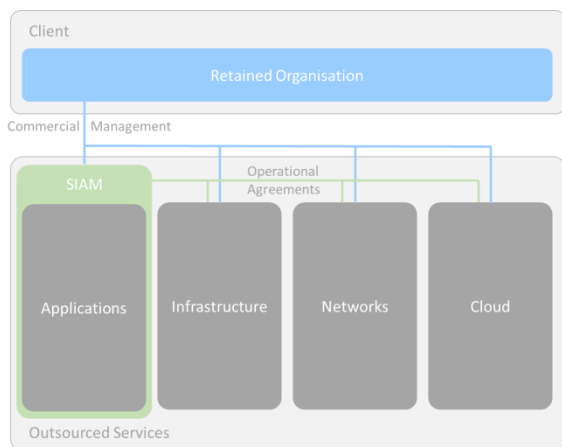 Client
Retained Organisation
Commercial Management
SIAM
Operational
Agreements
Applications
Infrastructure
Networks
Cloud
Outsourced Services